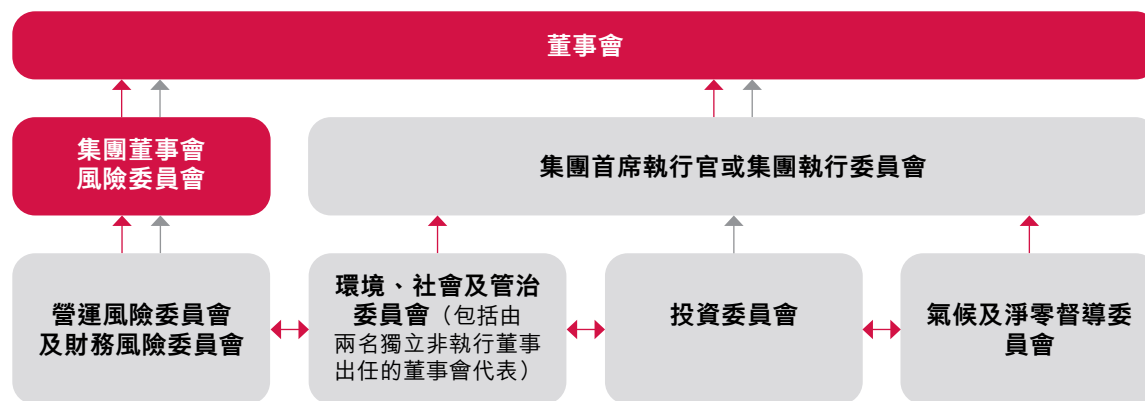 董事會
集團董事會
風險委員會
集團首席執行官或集團執行委員會
營運風險委員會
及財務風險委員會
環境、社會及管治
委員會（包括由
兩名獨立非執行董事
出任的董事會代表）
投資委員會
氣候及淨零督導委
員會